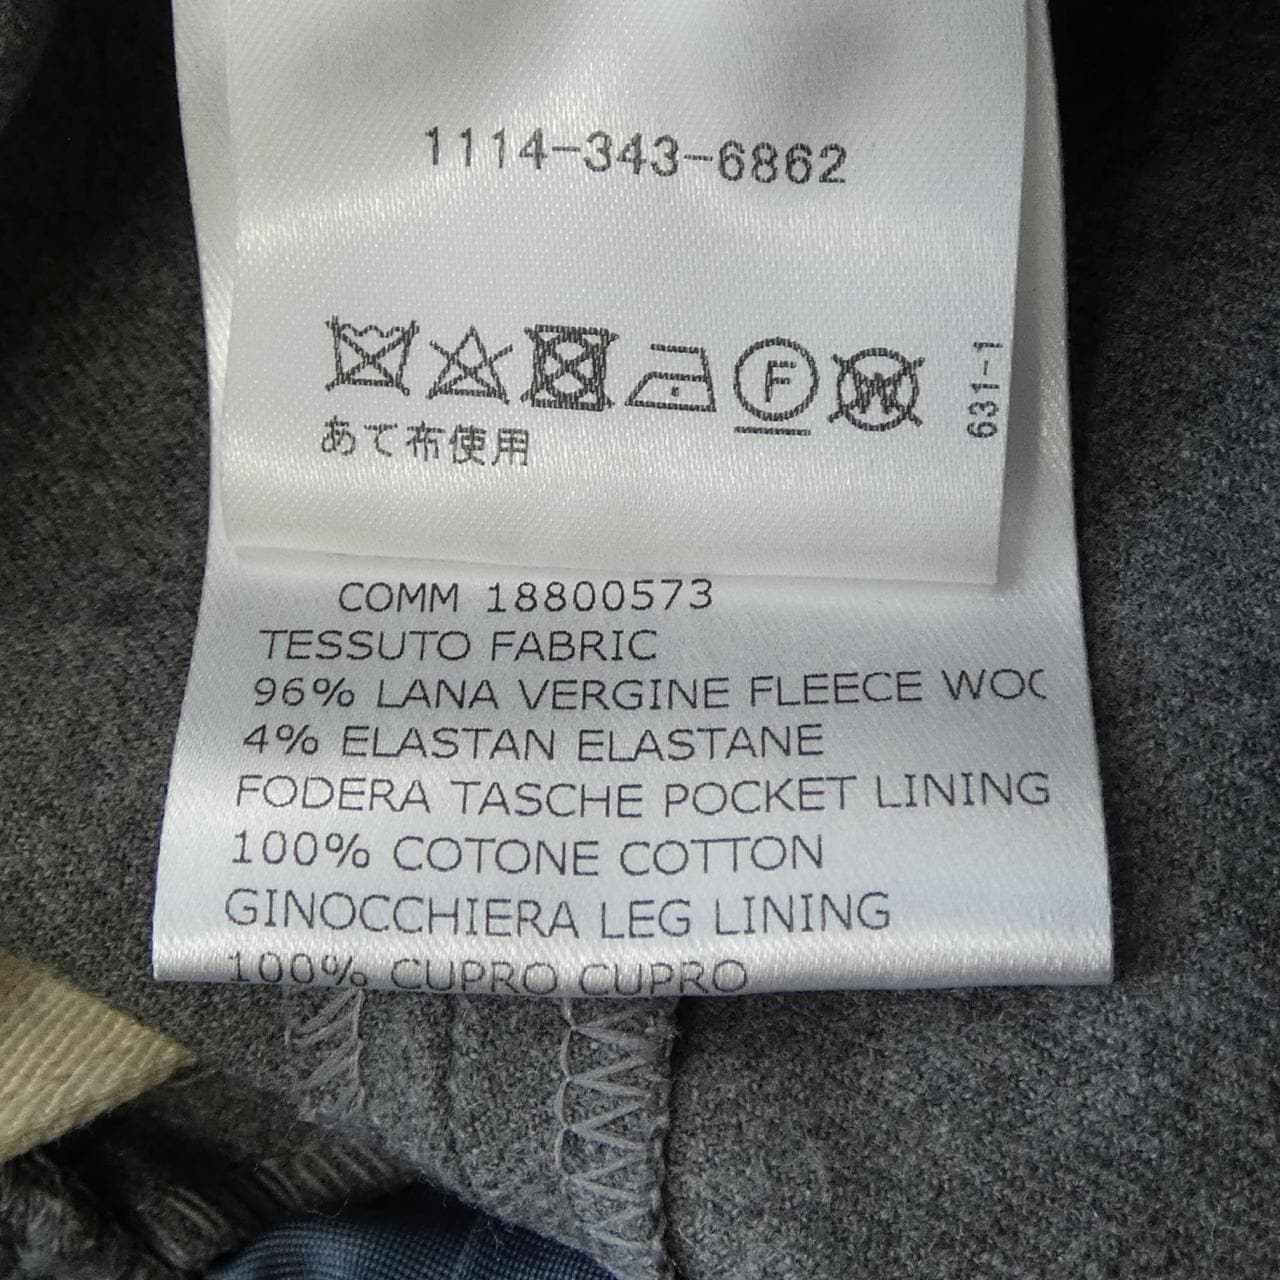 1114-343-6862
F W
631-1
あて布使用
COMM 18800573
TESSUTO FABRIC
96% LANA VERGINE FLEECE WOO
4% ELASTAN ELASTANE
FODERA TASCHE POCKET LINING
100% COTONE COTTON
GINOCCHIERA LEG LINING
100% CUPRO CUPRO